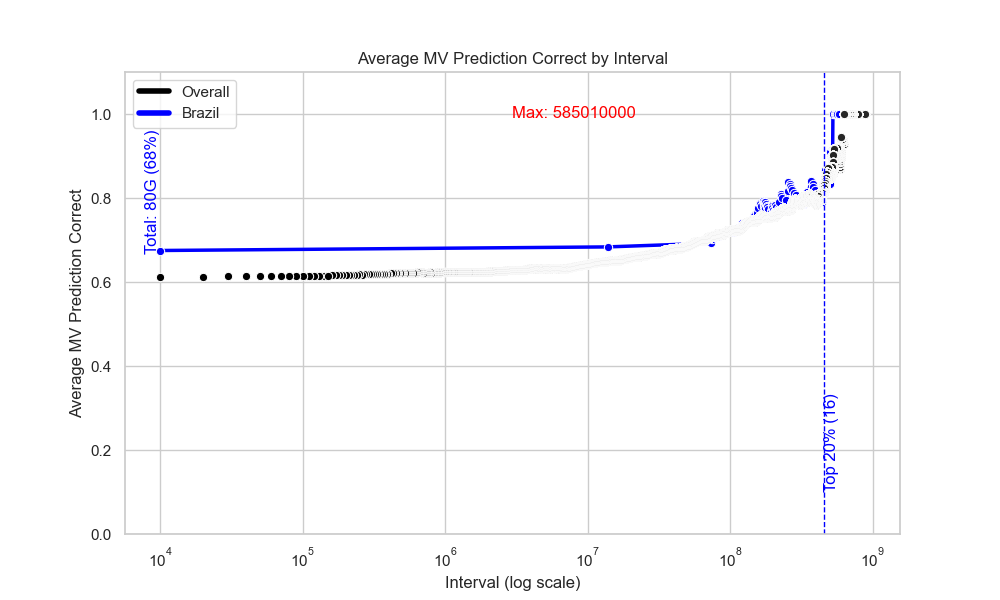 Average MV Prediction Correct by Interval
Overall
Brazil
Max: 585010000
Total: 80G (68%)
Top 20% (16)
Average MV Prediction Correct
1.0
0.8
0.6
0.4
0.2
0.0
10^4
10^5
10^6
10^7
10^8
10^9
Interval (log scale)